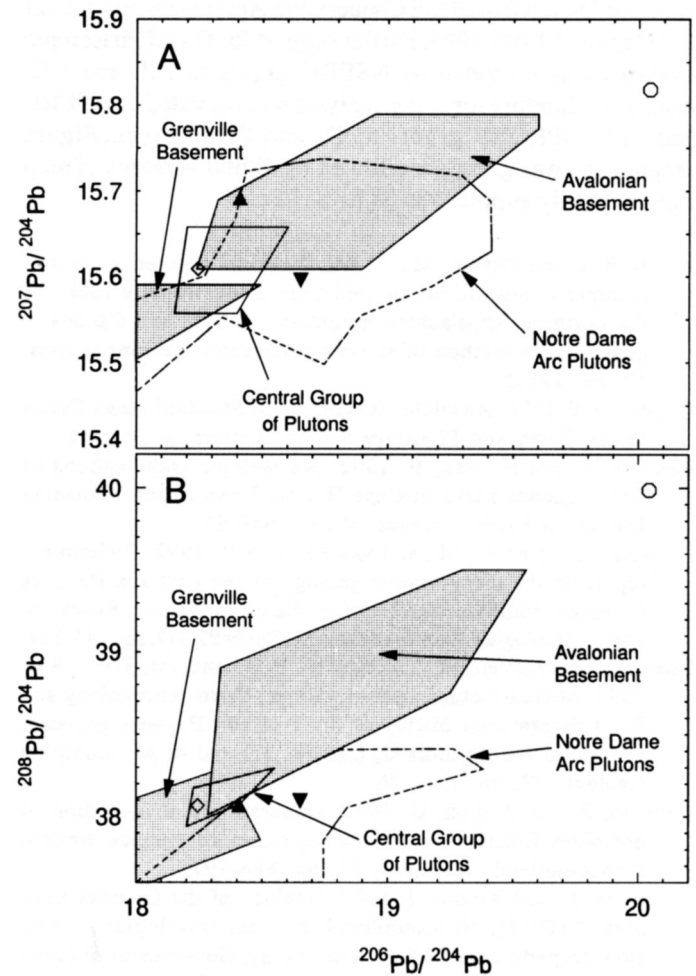 15.9
A
15.8
Grenville
Basement
15.7
Avalonian
Basement
207Pb/ 204Pb
15.6
Notre Dame
Arc Plutons
15.5
Central Group
of Plutons
15.4
40
B
Grenville
Basement
39
Avalonian
Basement
208Pb/ 204Pb
Notre Dame
Arc Plutons
38
Central Group
of Plutons
18
19
20
206Pb/ 204Pb